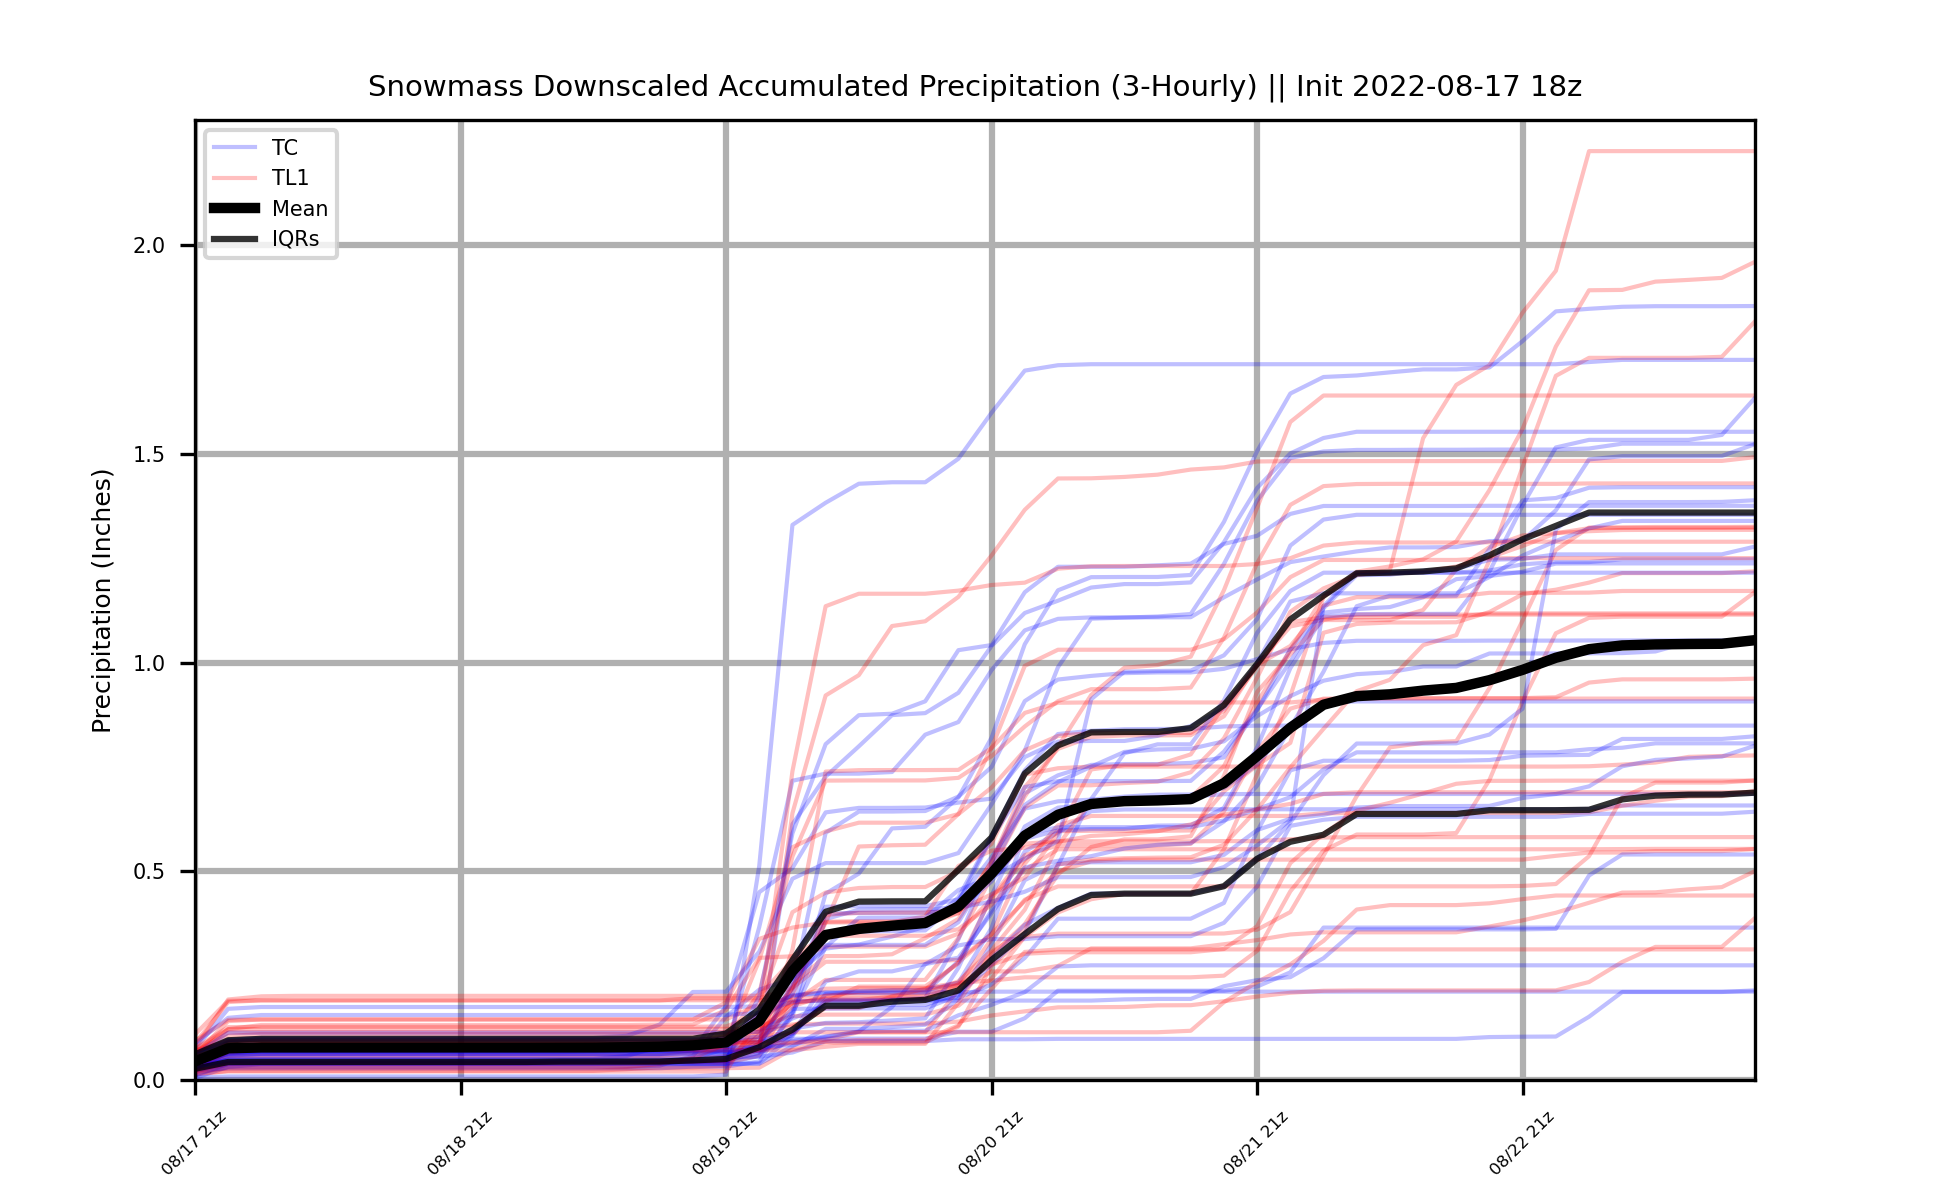 Snowmass Downscaled Accumulated Precipitation (3-Hourly) || Init 2022-08-17 18z
TC
TL1
Mean
IQRs
Precipitation (Inches)
2.0
1.5
1.0
0.5
0.0
08/17 21z
08/18 21z
08/19 21z
08/20 21z
08/21 21z
08/22 21z